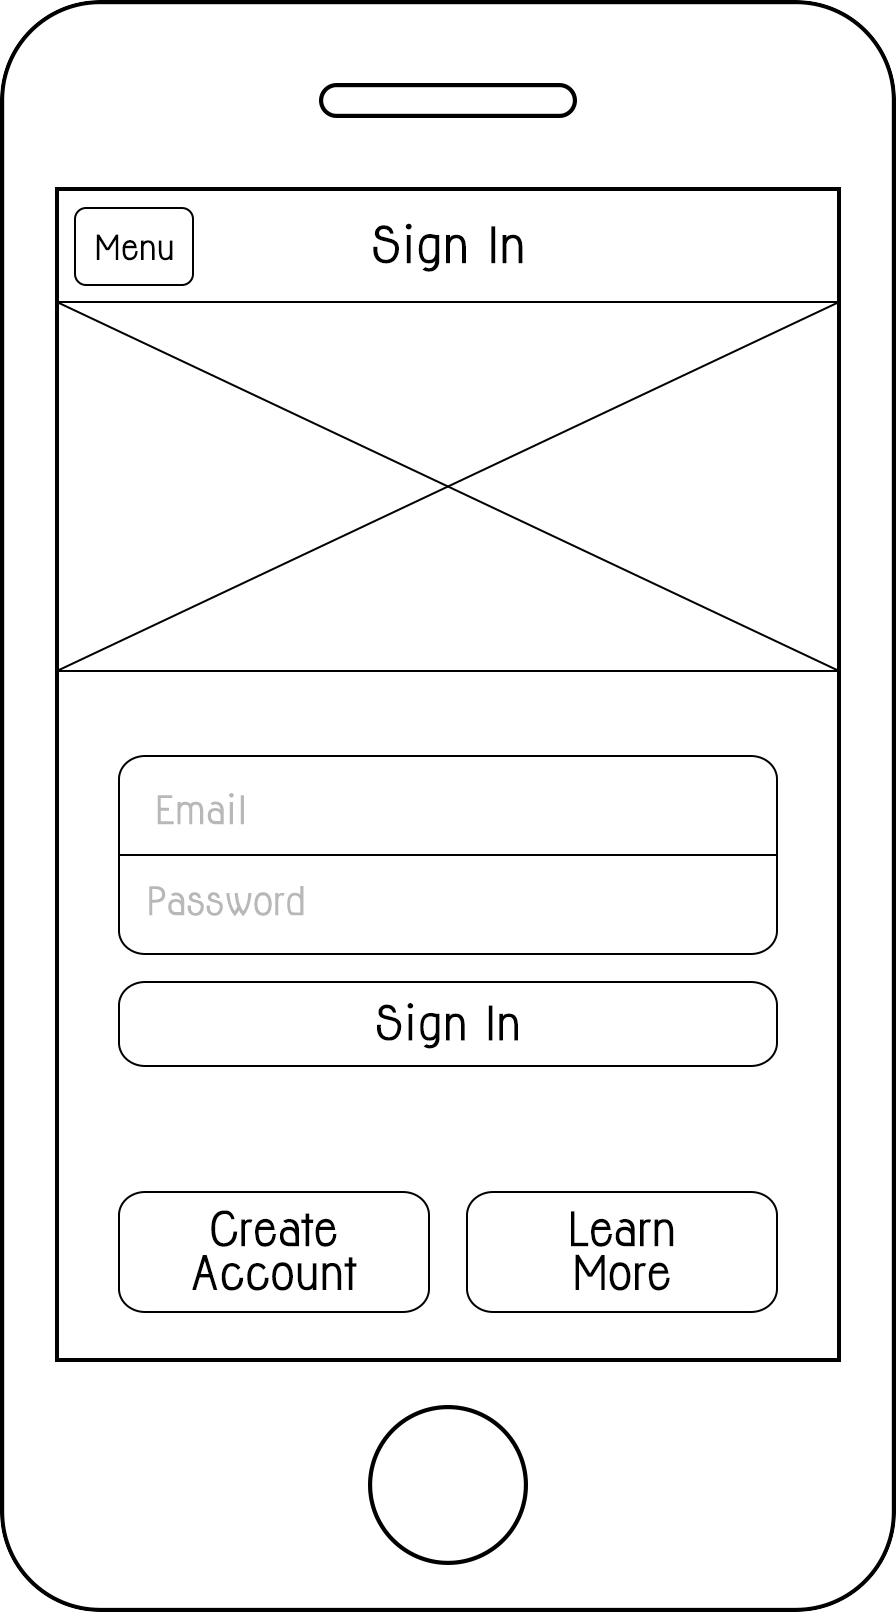 Menu
Sign In
Email
Password
Sign In
Create
Account
Learn
More